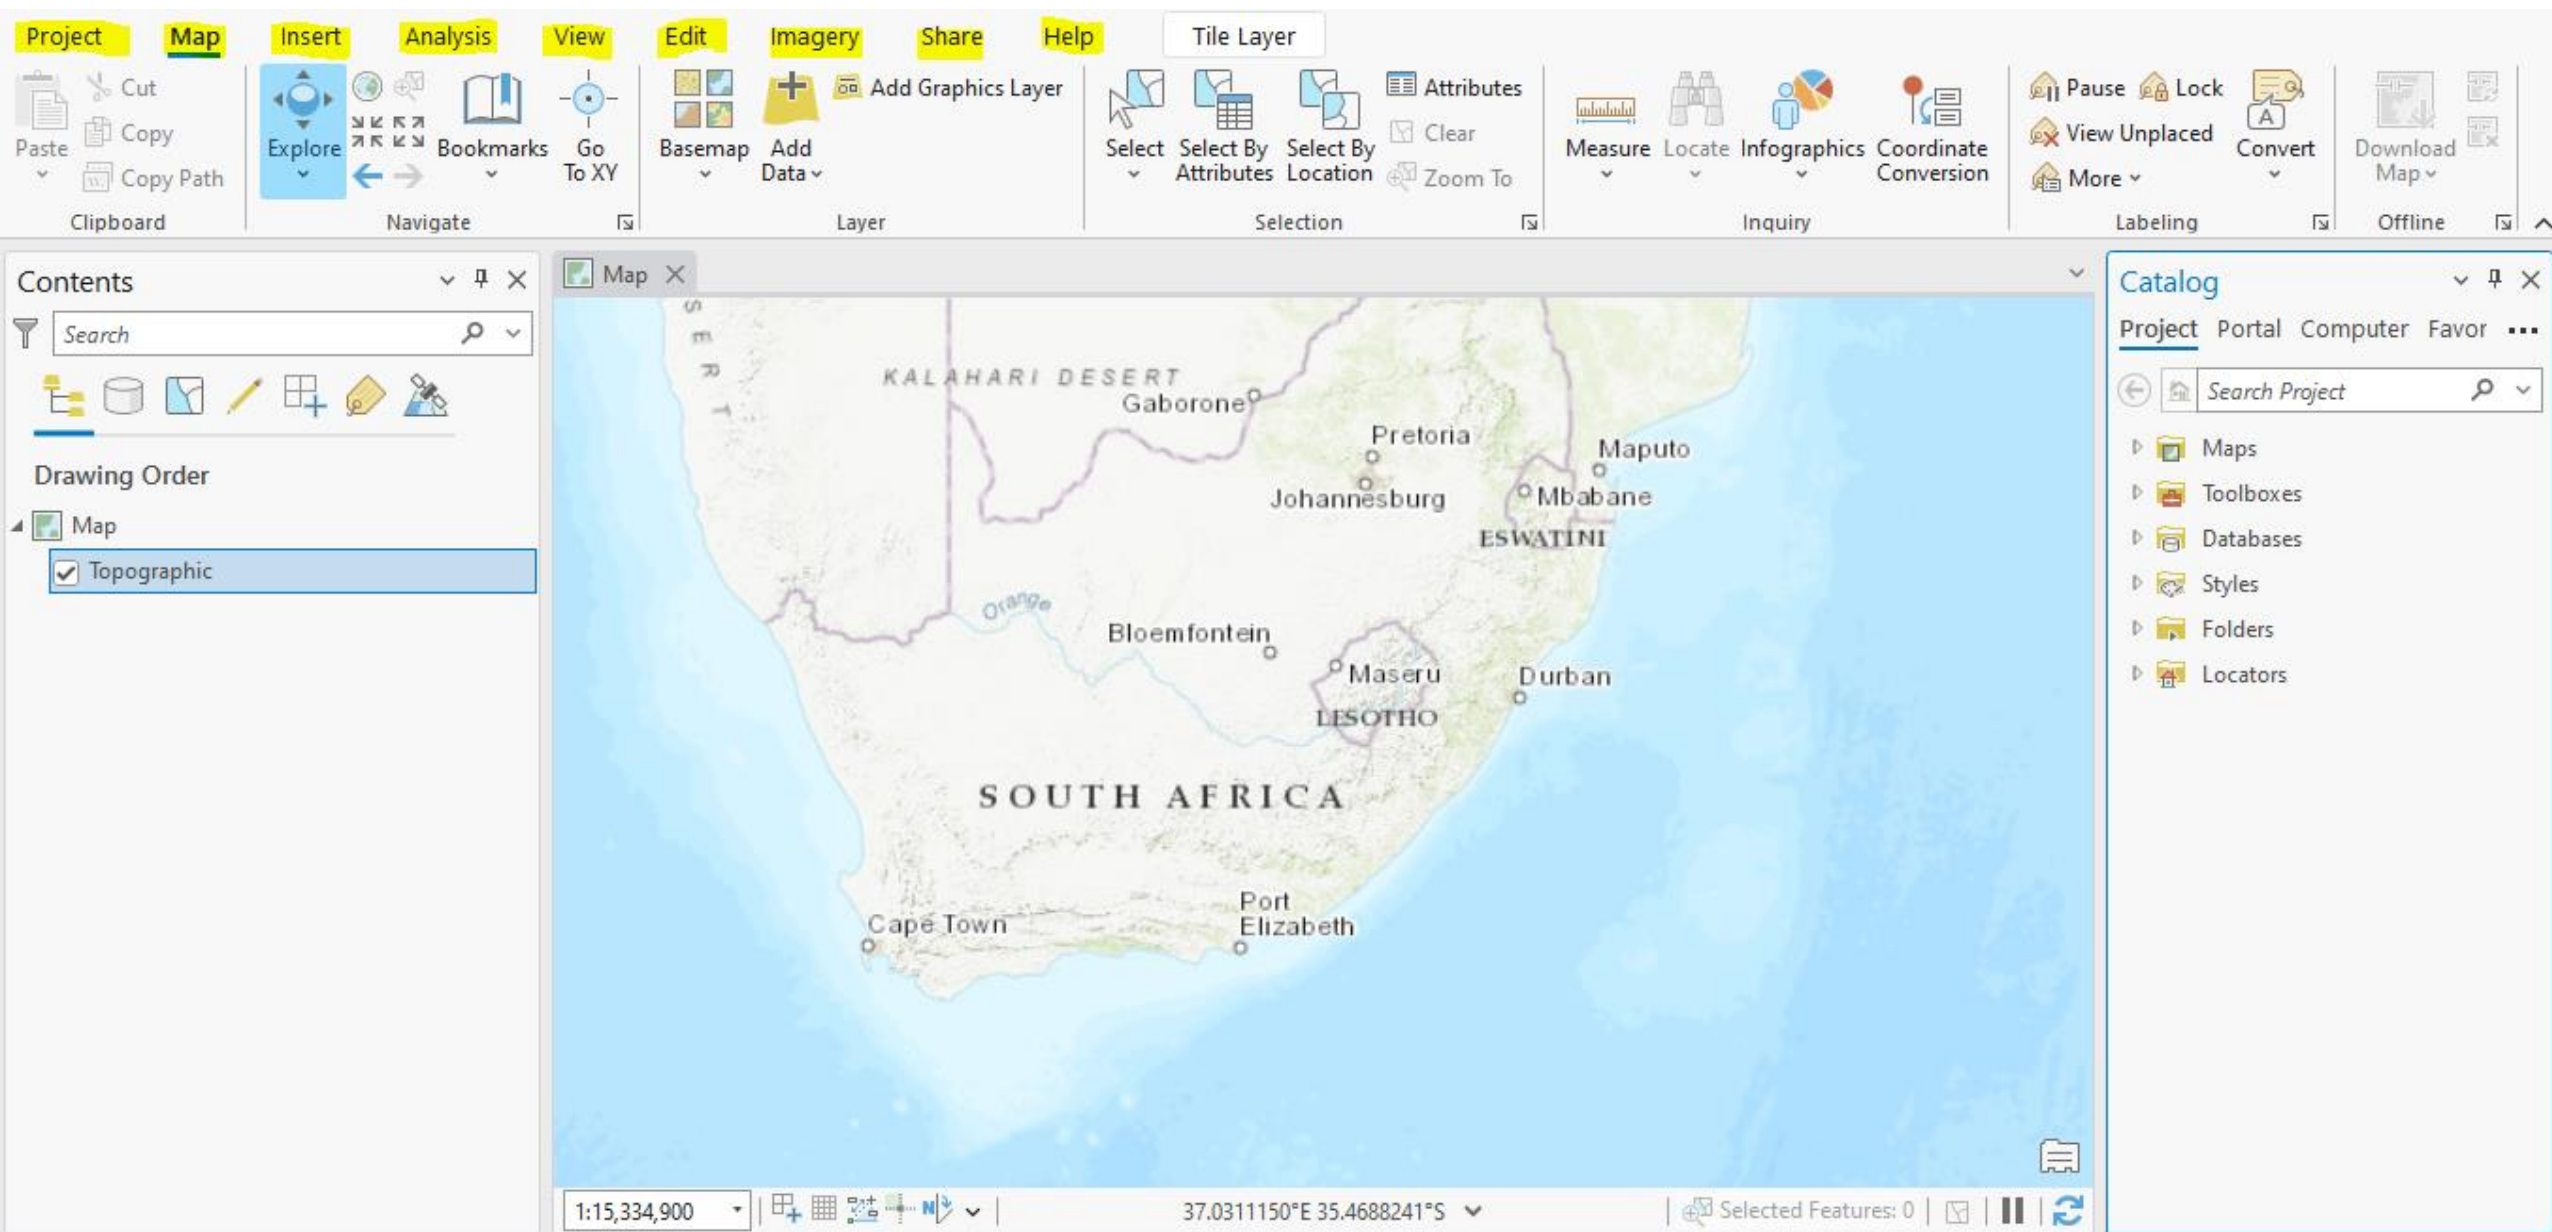 Project Map Insert Analysis View Edit Imagery Share Help Tile Layer
Cut
Copy
Copy Path
Paste
Clipboard
Explore
Bookmarks
Go
To XY
Navigate
Basemap
Add
Data
Add Graphics Layer
Layer
Select
Select By
Attributes
Select By
Location
Attributes
Clear
Zoom To
Selection
Measure
Locate
Infographics
Coordinate
Conversion
Inquiry
Pause Lock
View Unplaced
More
A
Convert
Labeling
Download
Map
Offline
Contents
Search
Drawing Order
Map
Topographic
Map
S E R T
KALAHARI DESERT
Gaborone
Pretoria
Maputo
Johannesburg
Mbabane
ESWATINI
Orange
Bloemfontein
Maseru
Durban
LESOTHO
SOUTH AFRICA
Port
Elizabeth
Cape Town
1:15,334,900
N
37.0311150°E 35.4688241°S
Selected Features: 0
Catalog
Project Portal Computer Favor
Search Project
Maps
Toolboxes
Databases
Styles
Folders
Locators